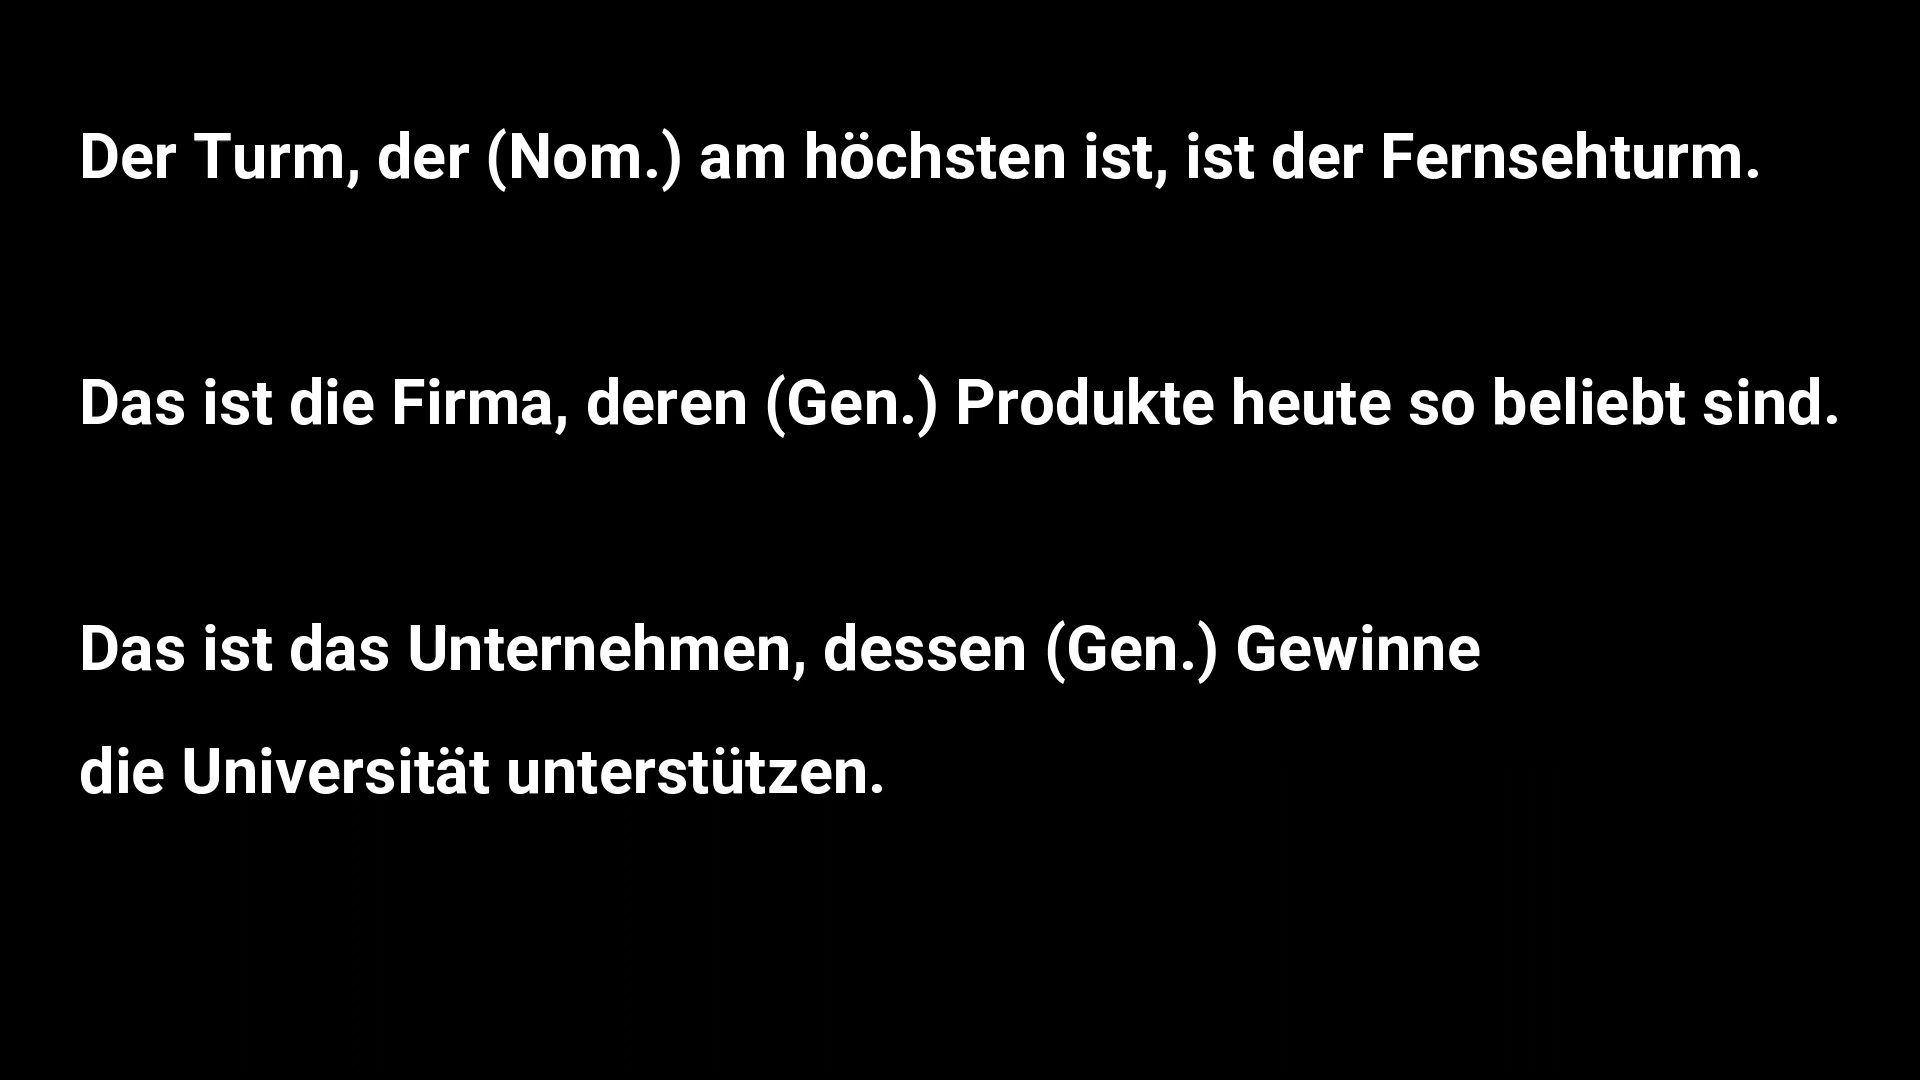 Der Turm, der (Nom.) am höchsten ist, ist der Fernsehturm.
Das ist die Firma, deren (Gen.) Produkte heute so beliebt sind.
Das ist das Unternehmen, dessen (Gen.) Gewinne
die Universität unterstützen.